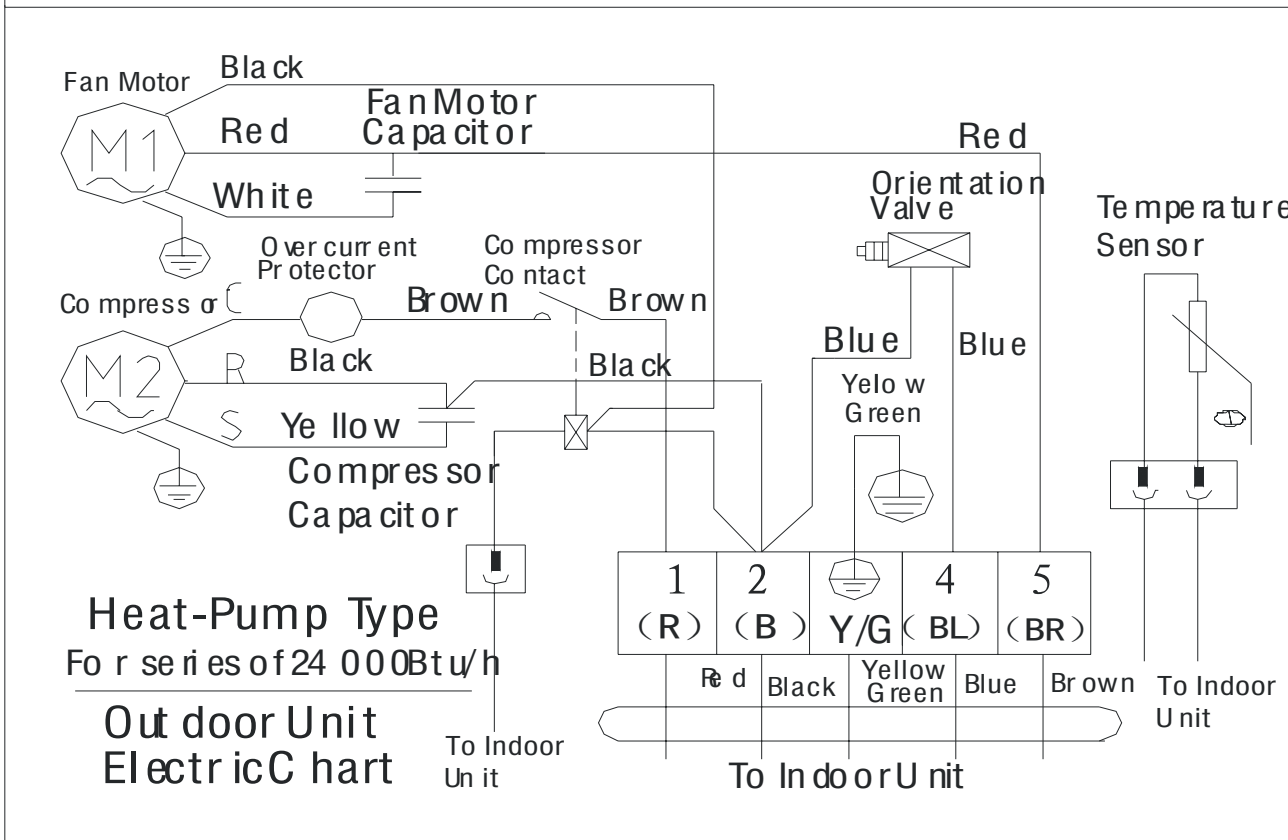 Fan Motor
Black
Fan Motor
Capacitor
M1
Red
Red
White
Orientation
Valve
Temperature
Sensor
Over current
Protector
Compressor
Contact
Compressor
C
Brown
Brown
M2
R
Black
Black
Blue
Blue
S
Yellow
Yelow
Green
Compressor
Capacitor
1
2
4
5
(R)
(B)
Y/G
(BL)
(BR)
Heat-Pump Type
For series of 24000Btu/h
Outdoor Unit
Electric Chart
Red
Black
Yellow
Green
Blue
Brown
To Indoor
Unit
To Indoor
Unit
To Indoor Unit